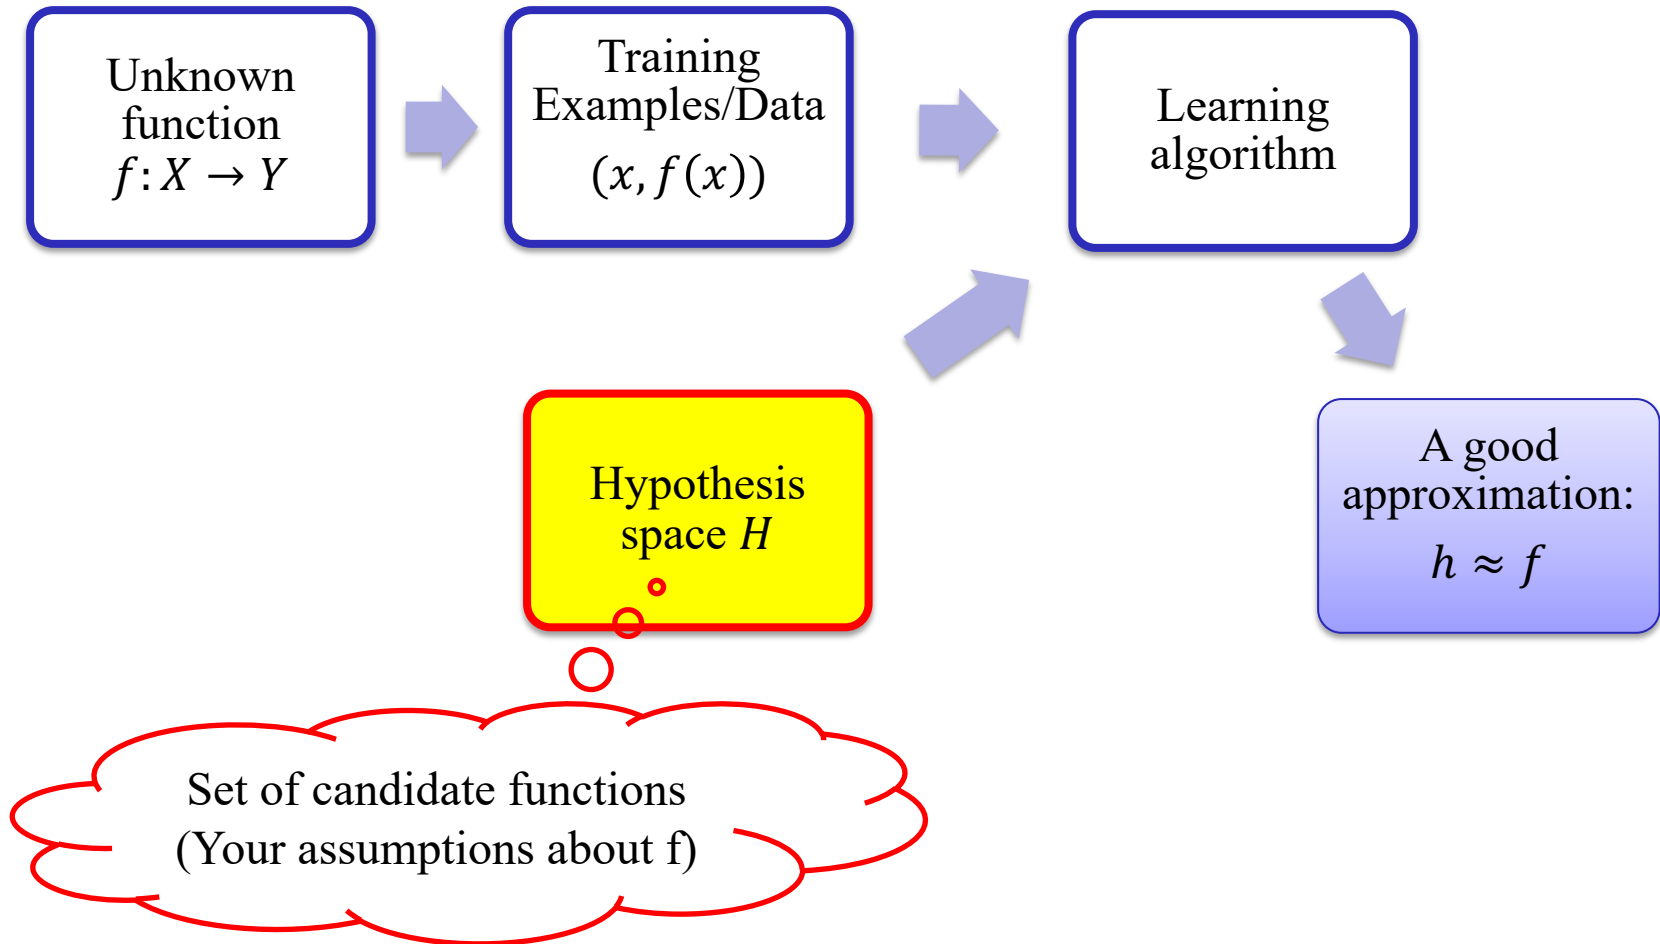 Unknown
function
f: X → Y
Training
Examples/Data
(x, f(x))
Learning
algorithm
Hypothesis
space H
A good
approximation:
h ≈ f
Set of candidate functions
(Your assumptions about f)